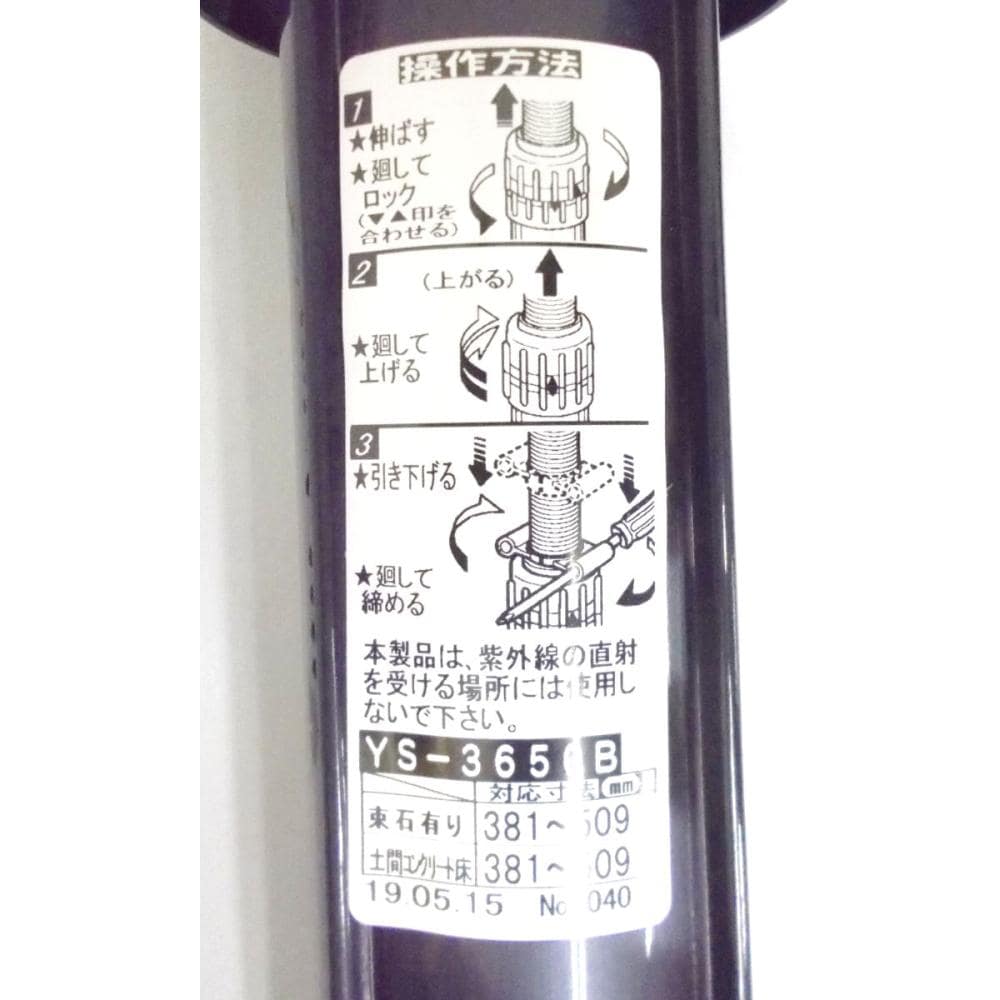 操作方法
1
★伸ばす
★廻して
ロック
(▼▲印を
合わせる)
2 (上がる)
★廻して
上げる
3
★引き下げる
★廻して
締める
本製品は、紫外線の直射
を受ける場所には使用し
ないで下さい。
対応寸法(mm)
束石有り 381～509
土間コンクリート床 381～509
19.05.15